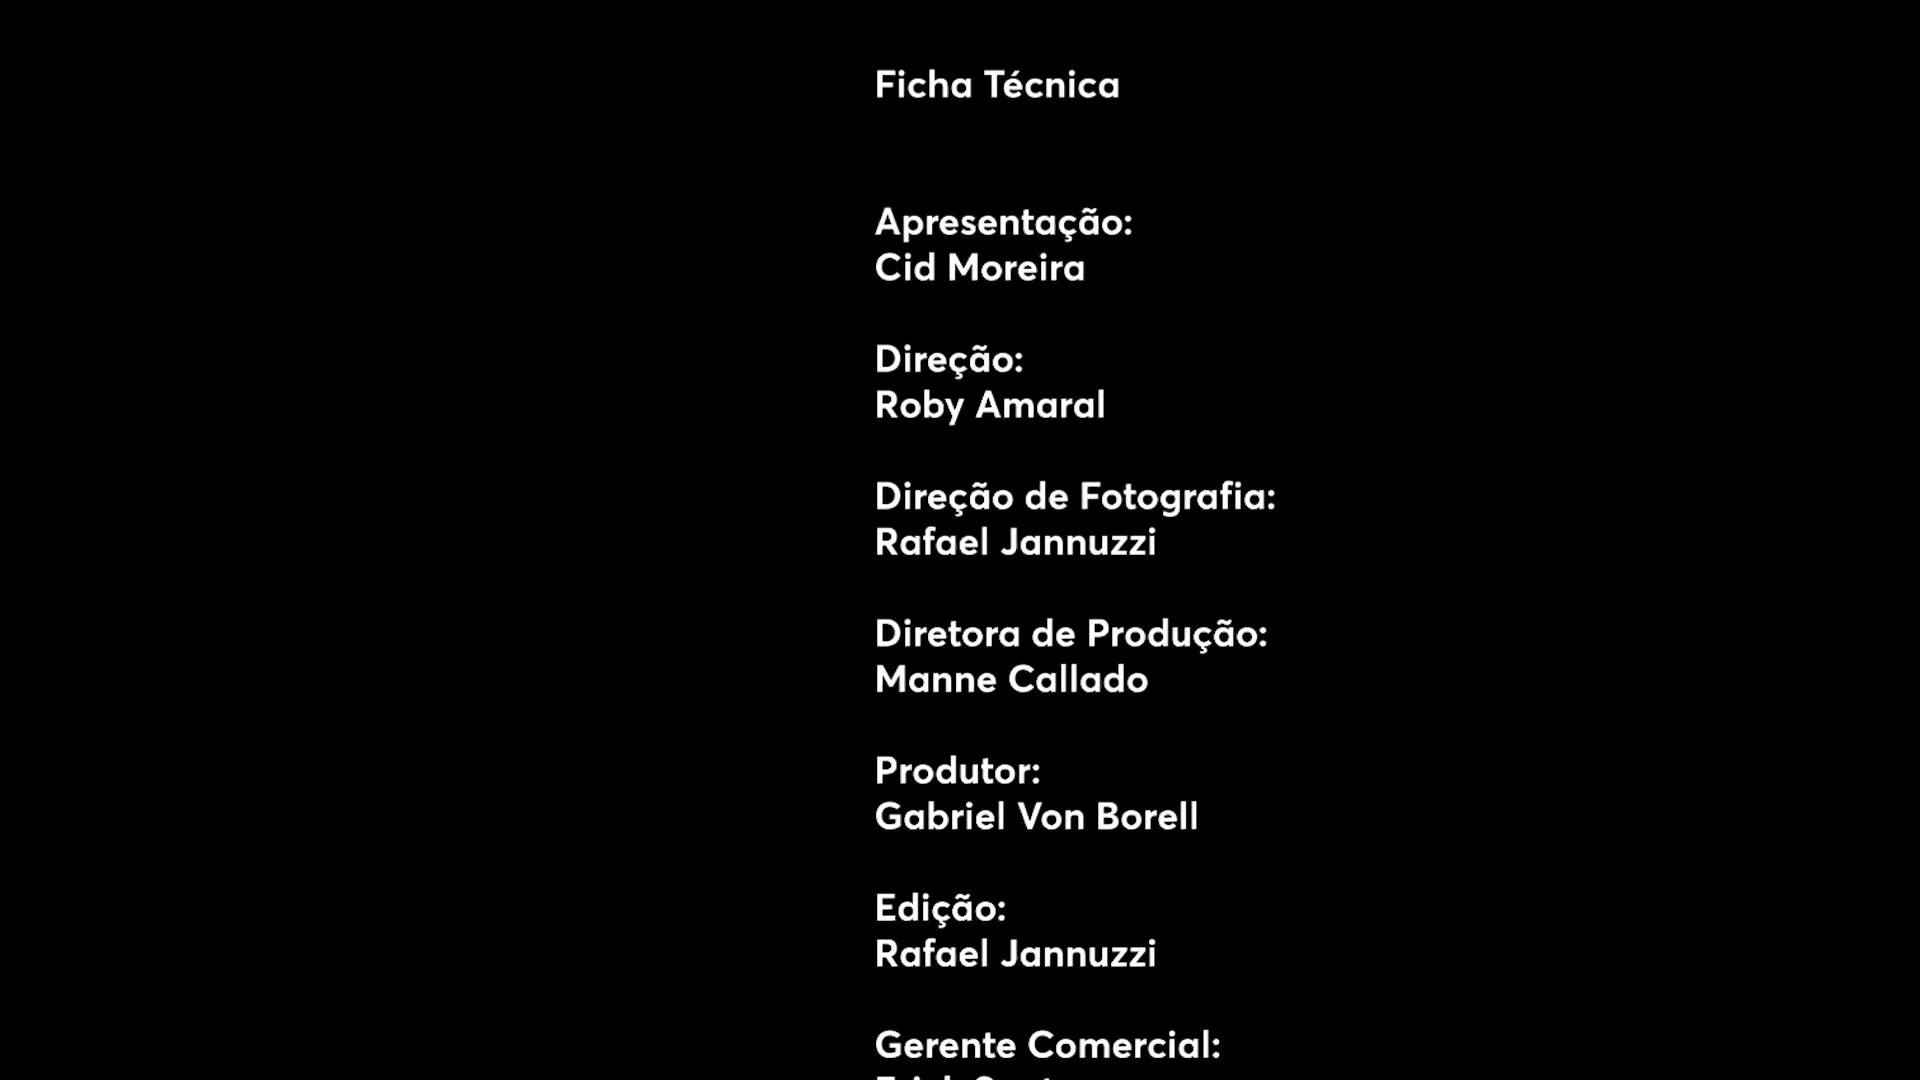 Ficha Técnica
Apresentação:
Cid Moreira
Direção:
Roby Amaral
Direção de Fotografia:
Rafael Jannuzzi
Diretora de Produção:
Manne Callado
Produtor:
Gabriel Von Borell
Edição:
Rafael Jannuzzi
Gerente Comercial: